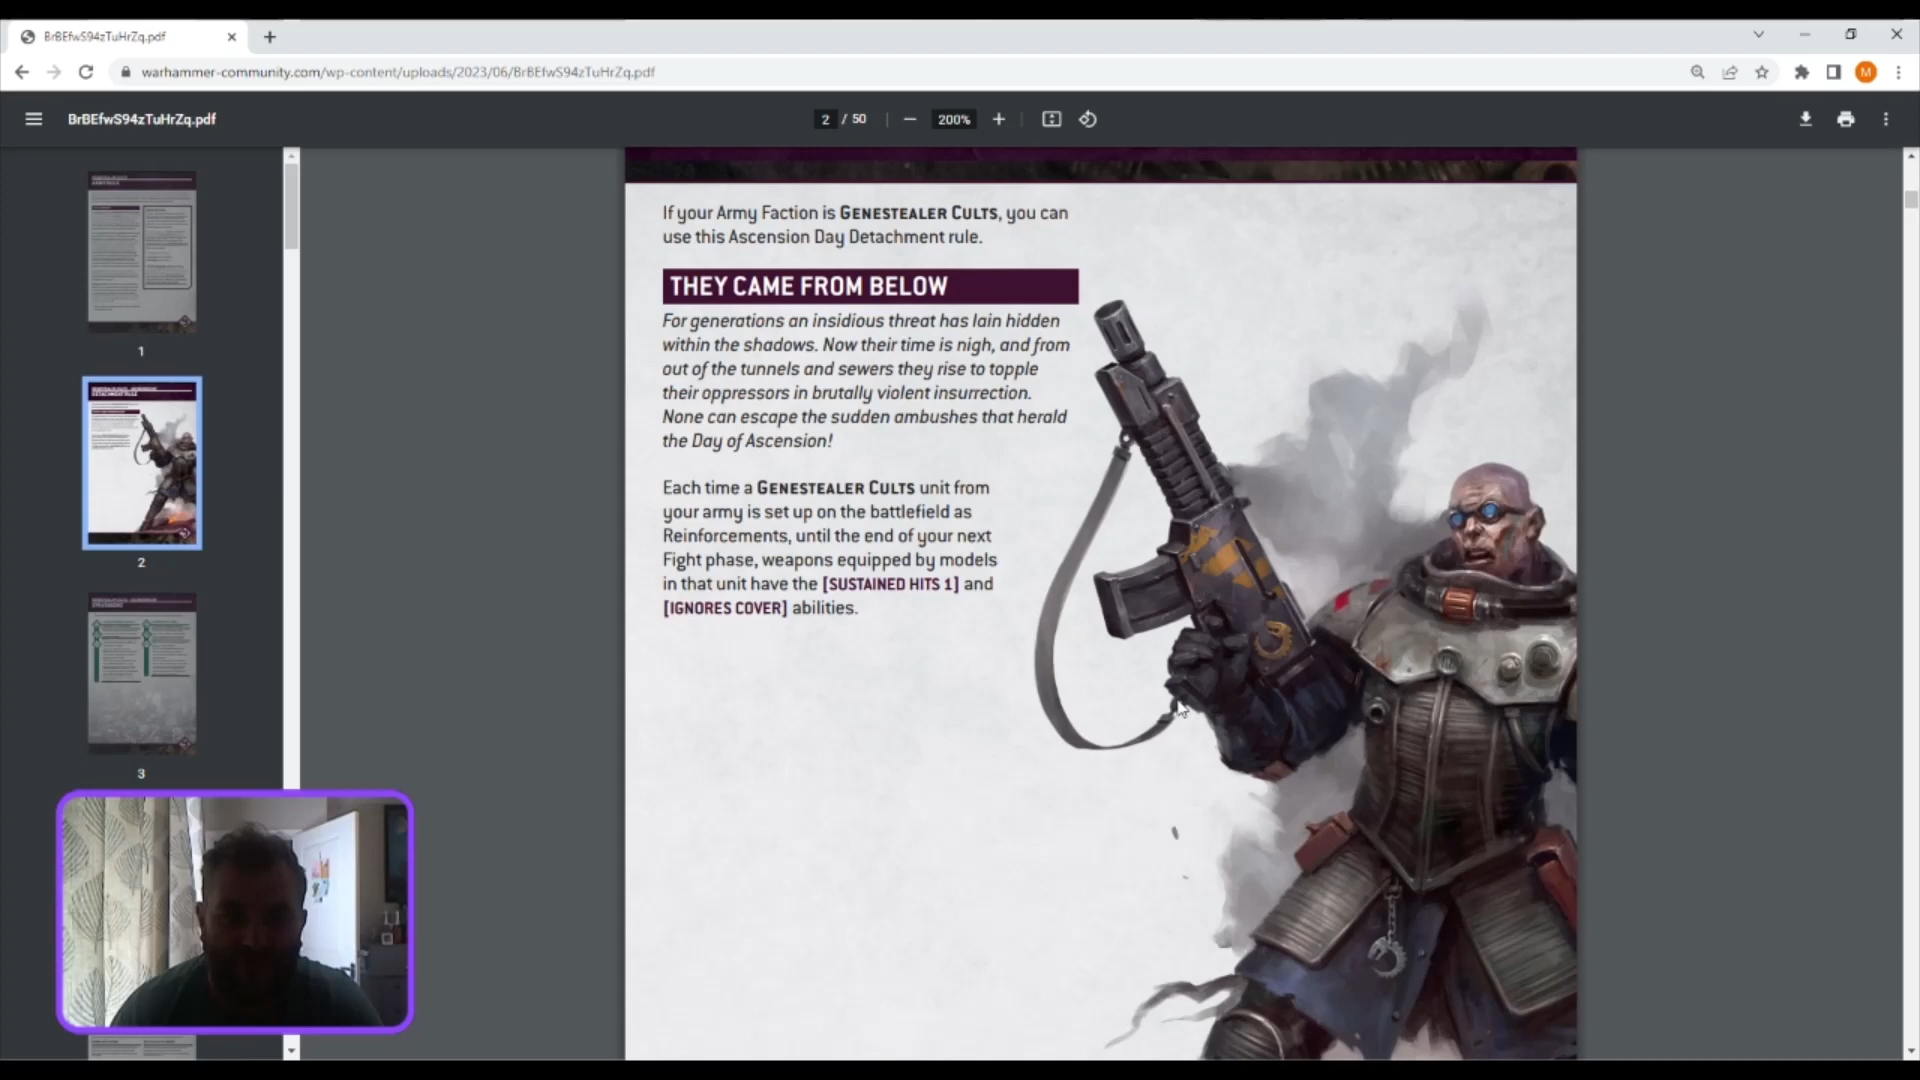 BrBEfwS94zTuHrZq.pdf
warhammer-community.com/wp-content/uploads/2023/06/BrBEfwS94zTuHrZq.pdf
M
BrBEfwS94zTuHrZq.pdf
2 / 50
200%
If your Army Faction is GENESTEALER CULTS, you can
use this Ascension Day Detachment rule.
THEY CAME FROM BELOW
For generations an insidious threat has lain hidden
within the shadows. Now their time is nigh, and from
out of the tunnels and sewers they rise to topple
their oppressors in brutally violent insurrection.
None can escape the sudden ambushes that herald
the Day of Ascension!
Each time a GENESTEALER CULTS unit from
your army is set up on the battlefield as
Reinforcements, until the end of your next
Fight phase, weapons equipped by models
in that unit have the [SUSTAINED HITS 1] and
[IGNORES COVER] abilities.
1
2
3